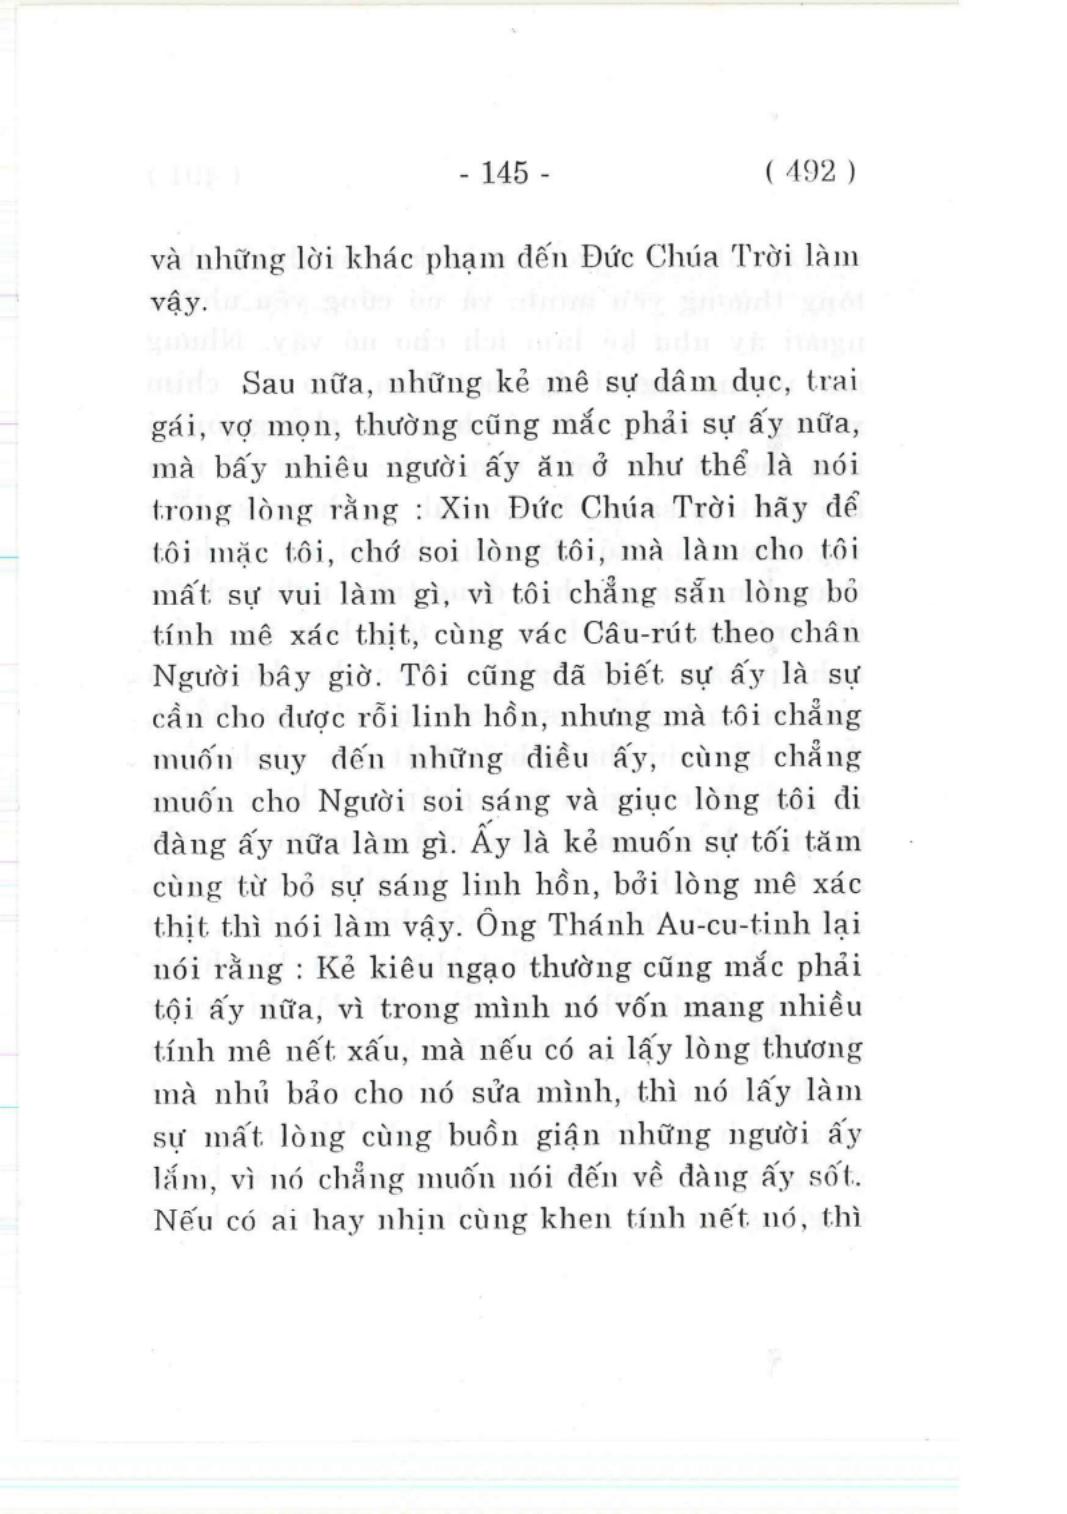 - 145 - ( 492 )
và những lời khác phạm đến Đức Chúa Trời làm
vậy.
Sau nữa, những kẻ mê sự dâm dục, trai
gái, vợ mọn, thường cũng mắc phải sự ấy nữa,
mà bấy nhiêu người ấy ăn ở như thể là nói
trong lòng rằng : Xin Đức Chúa Trời hãy để
tôi mặc tôi, chớ soi lòng tôi, mà làm cho tôi
mất sự vui làm gì, vì tôi chẳng sẵn lòng bỏ
tính mê xác thịt, cùng vác Câu-rút theo chân
Người bây giờ. Tôi cũng đã biết sự ấy là sự
cần cho được rỗi linh hồn, nhưng mà tôi chẳng
muốn suy đến những điều ấy, cùng chẳng
muốn cho Người soi sáng và giục lòng tôi đi
đàng ấy nữa làm gì. Ấy là kẻ muốn sự tối tăm
cùng từ bỏ sự sáng linh hồn, bởi lòng mê xác
thịt thì nói làm vậy. Ông Thánh Au-cu-tinh lại
nói rằng : Kẻ kiêu ngạo thường cũng mắc phải
tội ấy nữa, vì trong mình nó vốn mang nhiều
tính mê nết xấu, mà nếu có ai lấy lòng thương
mà nhủ bảo cho nó sửa mình, thì nó lấy làm
sự mất lòng cùng buồn giận những người ấy
lắm, vì nó chẳng muốn nói đến về đàng ấy sốt.
Nếu có ai hay nhịn cùng khen tính nết nó, thì